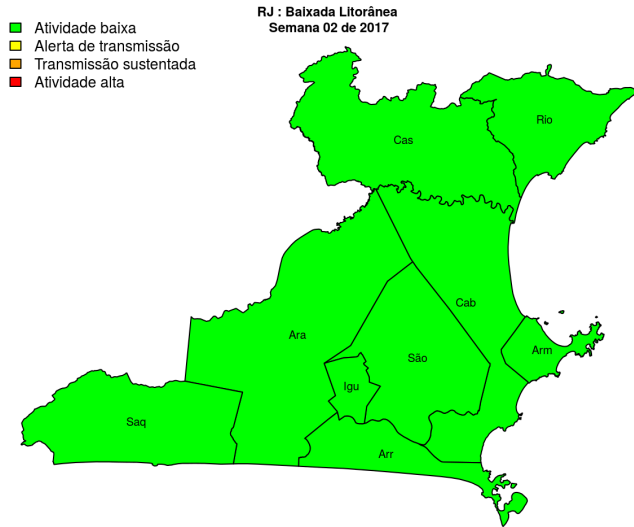 RJ : Baixada Litorânea
Semana 02 de 2017
Atividade baixa
Alerta de transmissão
Transmissão sustentada
Atividade alta
Rio
Cas
Cab
Ara
Arm
São
Igu
Saq
Arr